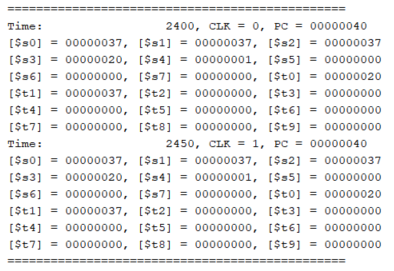 ===============================================
Time:                 2400, CLK = 0, PC = 00000040
[$s0] = 00000037, [$s1] = 00000037, [$s2] = 00000037
[$s3] = 00000020, [$s4] = 00000001, [$s5] = 00000000
[$s6] = 00000000, [$s7] = 00000000, [$t0] = 00000020
[$t1] = 00000037, [$t2] = 00000000, [$t3] = 00000000
[$t4] = 00000000, [$t5] = 00000000, [$t6] = 00000000
[$t7] = 00000000, [$t8] = 00000000, [$t9] = 00000000
Time:                 2450, CLK = 1, PC = 00000040
[$s0] = 00000037, [$s1] = 00000037, [$s2] = 00000037
[$s3] = 00000020, [$s4] = 00000001, [$s5] = 00000000
[$s6] = 00000000, [$s7] = 00000000, [$t0] = 00000020
[$t1] = 00000037, [$t2] = 00000000, [$t3] = 00000000
[$t4] = 00000000, [$t5] = 00000000, [$t6] = 00000000
[$t7] = 00000000, [$t8] = 00000000, [$t9] = 00000000
===============================================